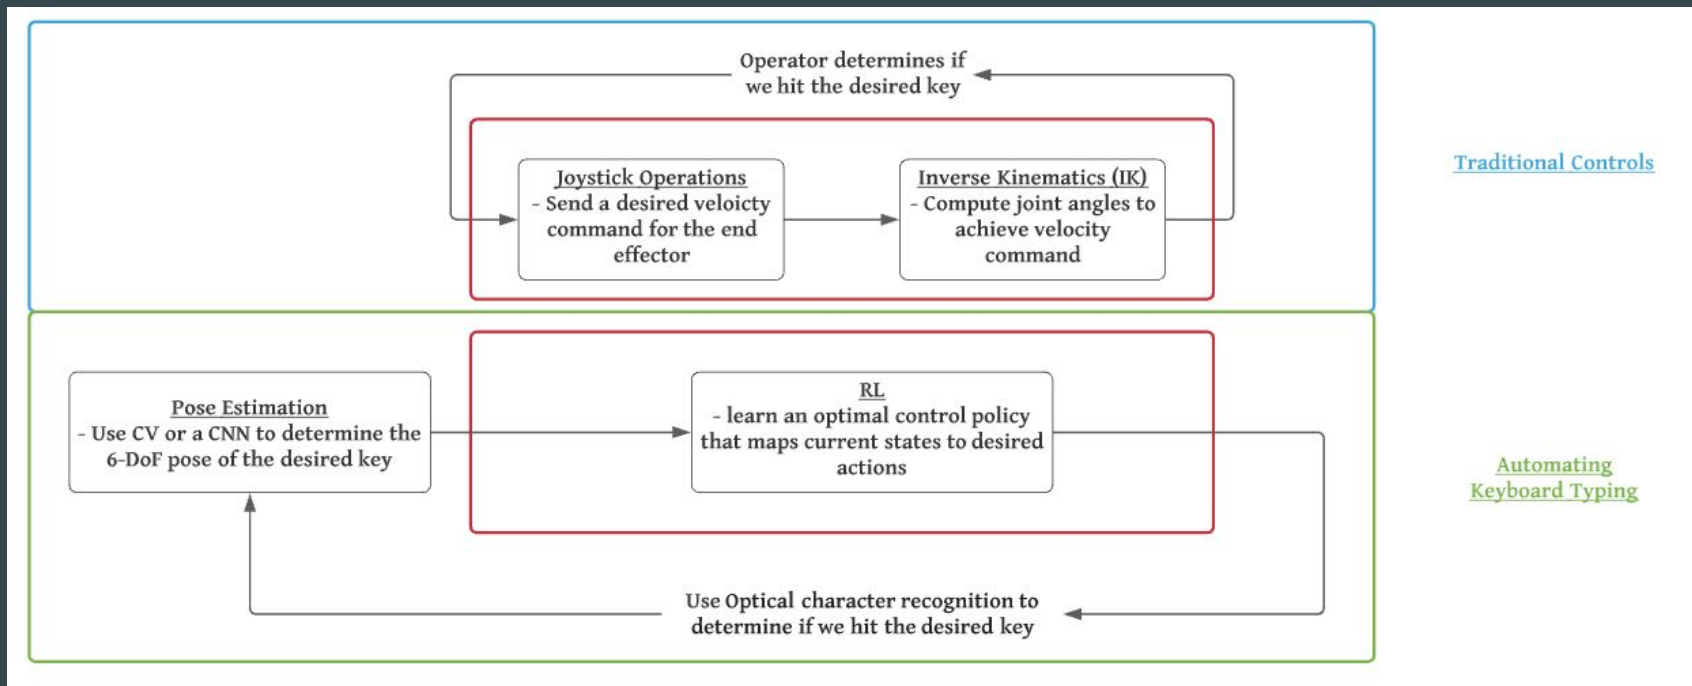 Operator determines if
we hit the desired key
Joystick Operations
- Send a desired veloicty
command for the end
effector
Inverse Kinematics (IK)
- Compute joint angles to
achieve velocity
command
Traditional Controls
Pose Estimation
- Use CV or a CNN to determine the
6-DoF pose of the desired key
RL
- learn an optimal control policy
that maps current states to desired
actions
Automating
Keyboard Typing
Use Optical character recognition to
determine if we hit the desired key